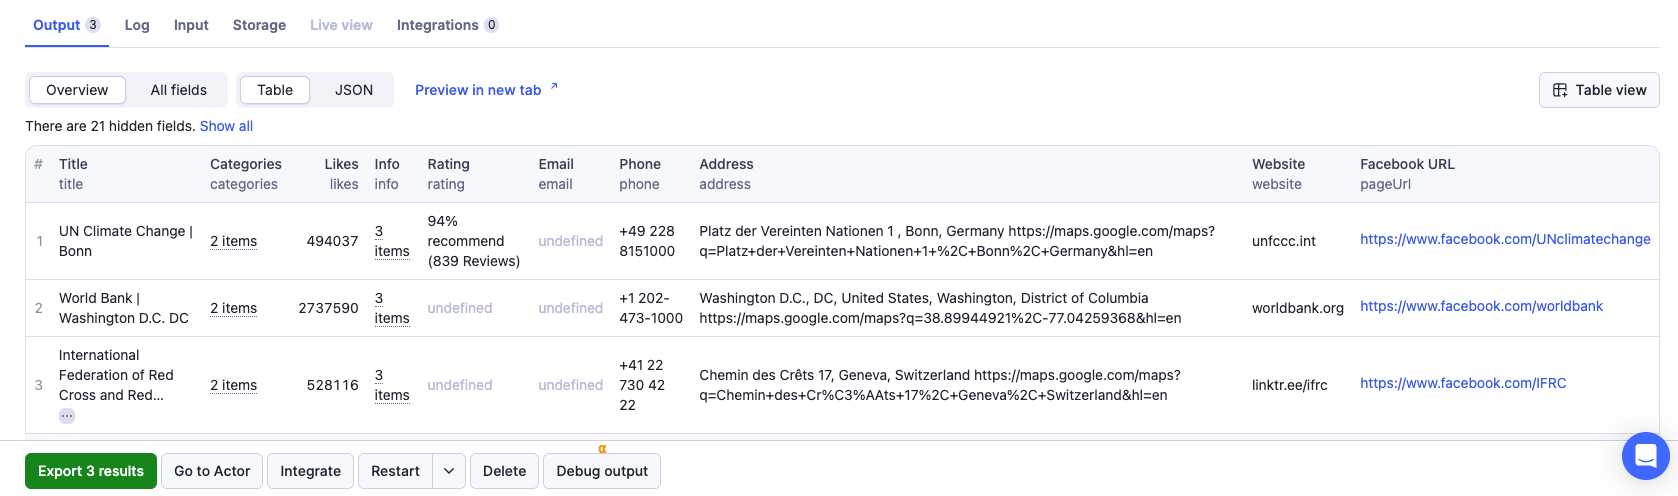 Output 3 Log Input Storage Live view Integrations 0
Overview All fields Table JSON Preview in new tab ↗ Table view
There are 21 hidden fields. Show all
# Title Categories Likes Info Rating Email Phone Address Website Facebook URL
title categories likes info rating email phone address website pageUrl
1
UN Climate Change |
Bonn
2 items
494037
3
items
94%
recommend
(839 Reviews)
undefined
+49 228
8151000
Platz der Vereinten Nationen 1 , Bonn, Germany https://maps.google.com/maps?
q=Platz+der+Vereinten+Nationen+1+%2C+Bonn%2C+Germany&hl=en
unfccc.int
https://www.facebook.com/UNclimatechange
2
World Bank |
Washington D.C. DC
2 items
2737590
3
items
undefined
undefined
+1 202-
473-1000
Washington D.C., DC, United States, Washington, District of Columbia
https://maps.google.com/maps?q=38.89944921%2C-77.04259368&hl=en
worldbank.org
https://www.facebook.com/worldbank
3
International
Federation of Red
Cross and Red...
...
2 items
528116
3
items
undefined
undefined
+41 22
730 42
22
Chemin des Crêts 17, Geneva, Switzerland https://maps.google.com/maps?
q=Chemin+des+Cr%C3%AAts+17%2C+Geneva%2C+Switzerland&hl=en
linktr.ee/ifrc
https://www.facebook.com/IFRC
α
Export 3 results Go to Actor Integrate Restart Delete Debug output